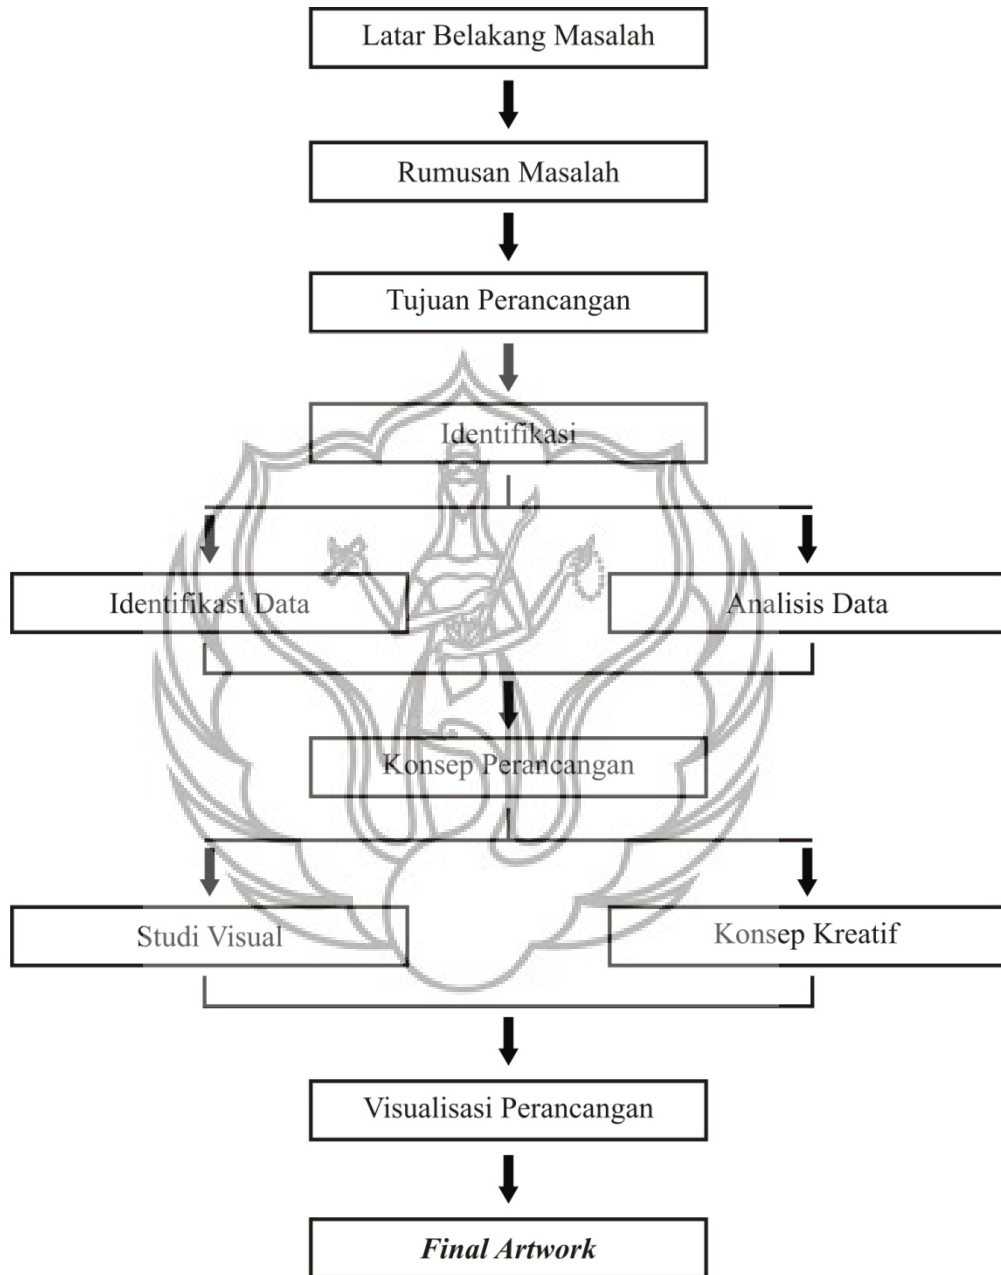 Latar Belakang Masalah
Rumusan Masalah
Tujuan Perancangan
Identifikasi
Identifikasi Data
Analisis Data
Konsep Perancangan
Studi Visual
Konsep Kreatif
Visualisasi Perancangan
Final Artwork